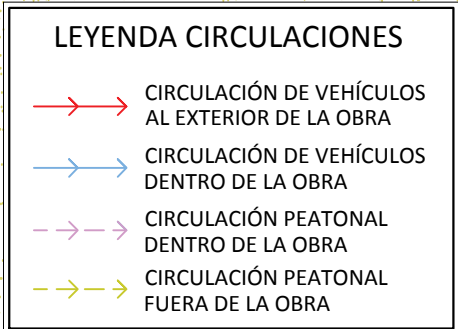 LEYENDA CIRCULACIONES
CIRCULACIÓN DE VEHÍCULOS
AL EXTERIOR DE LA OBRA
CIRCULACIÓN DE VEHÍCULOS
DENTRO DE LA OBRA
CIRCULACIÓN PEATONAL
DENTRO DE LA OBRA
CIRCULACIÓN PEATONAL
FUERA DE LA OBRA